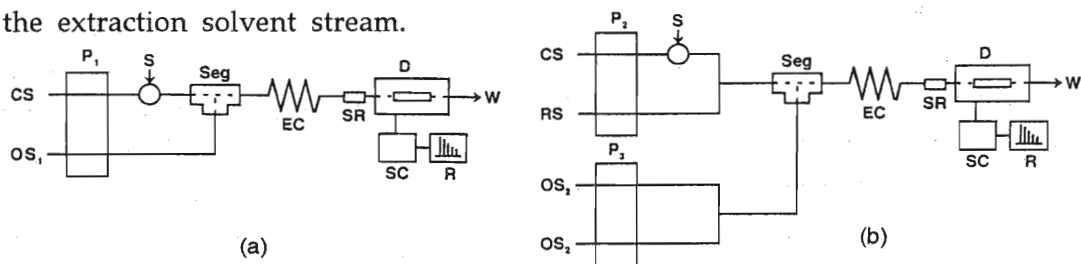 the extraction solvent stream.
P₁
S
Seg
D
CS
W
EC
SR
OS₁
SC
R
(a)
P₂
S
CS
Seg
D
W
RS
EC
SR
P₃
SC
R
OS₂
OS₂
(b)